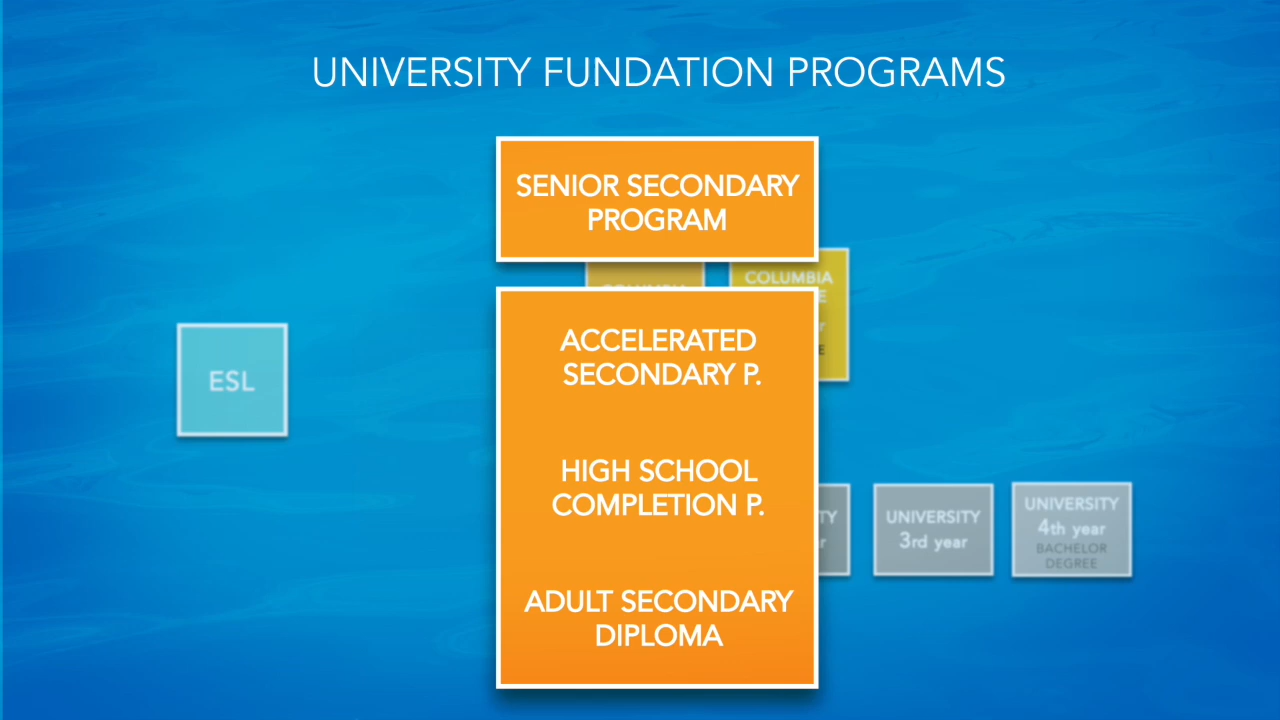 UNIVERSITY FUNDATION PROGRAMS
SENIOR SECONDARY
PROGRAM
COLUMBIA
ESL
ACCELERATED
SECONDARY P.
HIGH SCHOOL
COMPLETION P.
UNIVERSITY
3rd year
UNIVERSITY
4th year
BACHELOR
DEGREE
ADULT SECONDARY
DIPLOMA